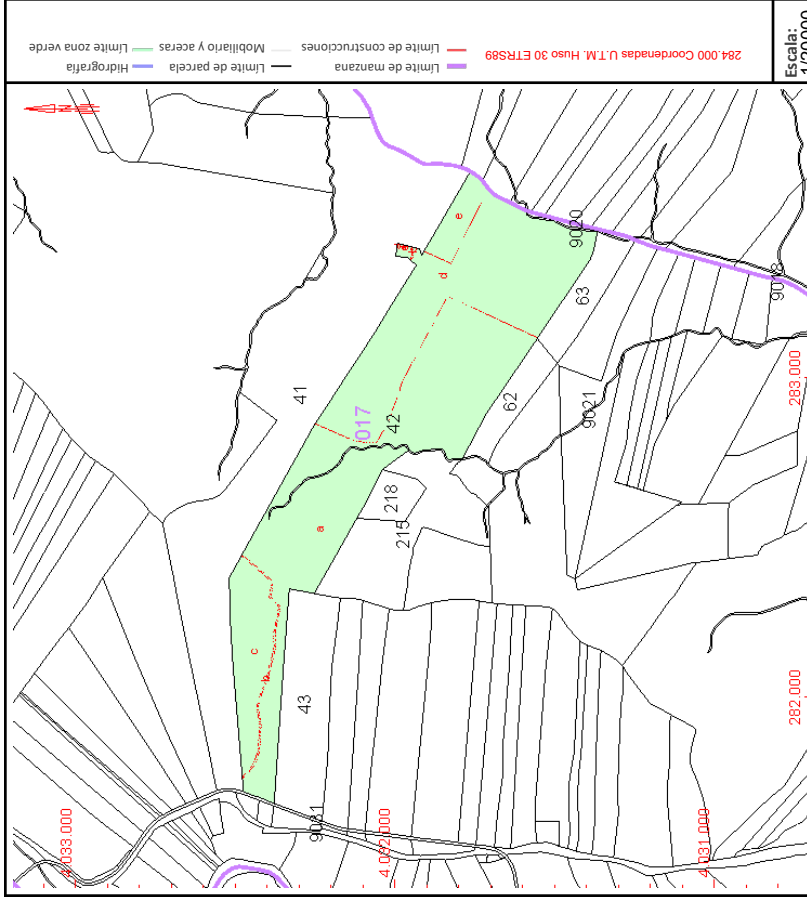 Límite zona verde
Hidrografía
Mobiliario y aceras
Límite de parcela
Límite de construcciones
Límite de manzana
284.000 Coordenadas U.T.M. Huso 30 ETRS89
Escala:
1/20000
4.033.000
4.032.000
4.031.000
282.000
283.000
41
017
42
218
215
62
63
9020
9018
9021
43
9031
a
b
c
d
e